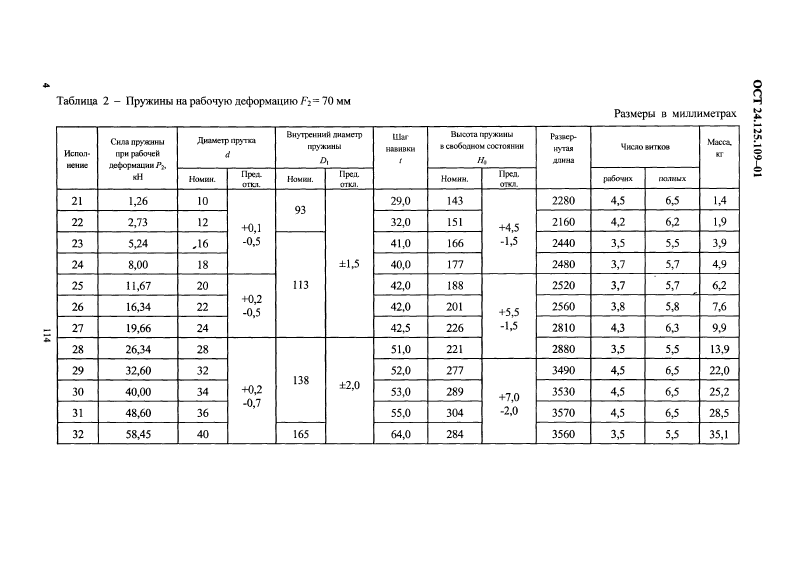 4
ОСТ 24.125.109–01
Таблица 2 – Пружины на рабочую деформацию F2 = 70 мм
Размеры в миллиметрах
Испол-нение | Сила пружины при рабочей деформации P2, кН | Диаметр прутка d | Внутренний диаметр пружины D1 | Шаг навивки t | Высота пружины в свободном состоянии H0 | Развер-нутая длина | Число витков | Масса, кг
Номин. | Пред. откл. | Номин. | Пред. откл. | Номин. | Пред. откл. | рабочих | полных
21 | 1,26 | 10 | +0,1 -0,5 | 93 | ±1,5 | 29,0 | 143 | +4,5 -1,5 | 2280 | 4,5 | 6,5 | 1,4
22 | 2,73 | 12 | 32,0 | 151 | 2160 | 4,2 | 6,2 | 1,9
23 | 5,24 | 16 | 113 | 41,0 | 166 | 2440 | 3,5 | 5,5 | 3,9
24 | 8,00 | 18 | 40,0 | 177 | 2480 | 3,7 | 5,7 | 4,9
25 | 11,67 | 20 | +0,2 -0,5 | 42,0 | 188 | +5,5 -1,5 | 2520 | 3,7 | 5,7 | 6,2
26 | 16,34 | 22 | 42,0 | 201 | 2560 | 3,8 | 5,8 | 7,6
27 | 19,66 | 24 | 42,5 | 226 | 2810 | 4,3 | 6,3 | 9,9
28 | 26,34 | 28 | +0,2 -0,7 | 138 | ±2,0 | 51,0 | 221 | 2880 | 3,5 | 5,5 | 13,9
29 | 32,60 | 32 | 52,0 | 277 | +7,0 -2,0 | 3490 | 4,5 | 6,5 | 22,0
30 | 40,00 | 34 | 53,0 | 289 | 3530 | 4,5 | 6,5 | 25,2
31 | 48,60 | 36 | 55,0 | 304 | 3570 | 4,5 | 6,5 | 28,5
32 | 58,45 | 40 | 165 | 64,0 | 284 | 3560 | 3,5 | 5,5 | 35,1
114